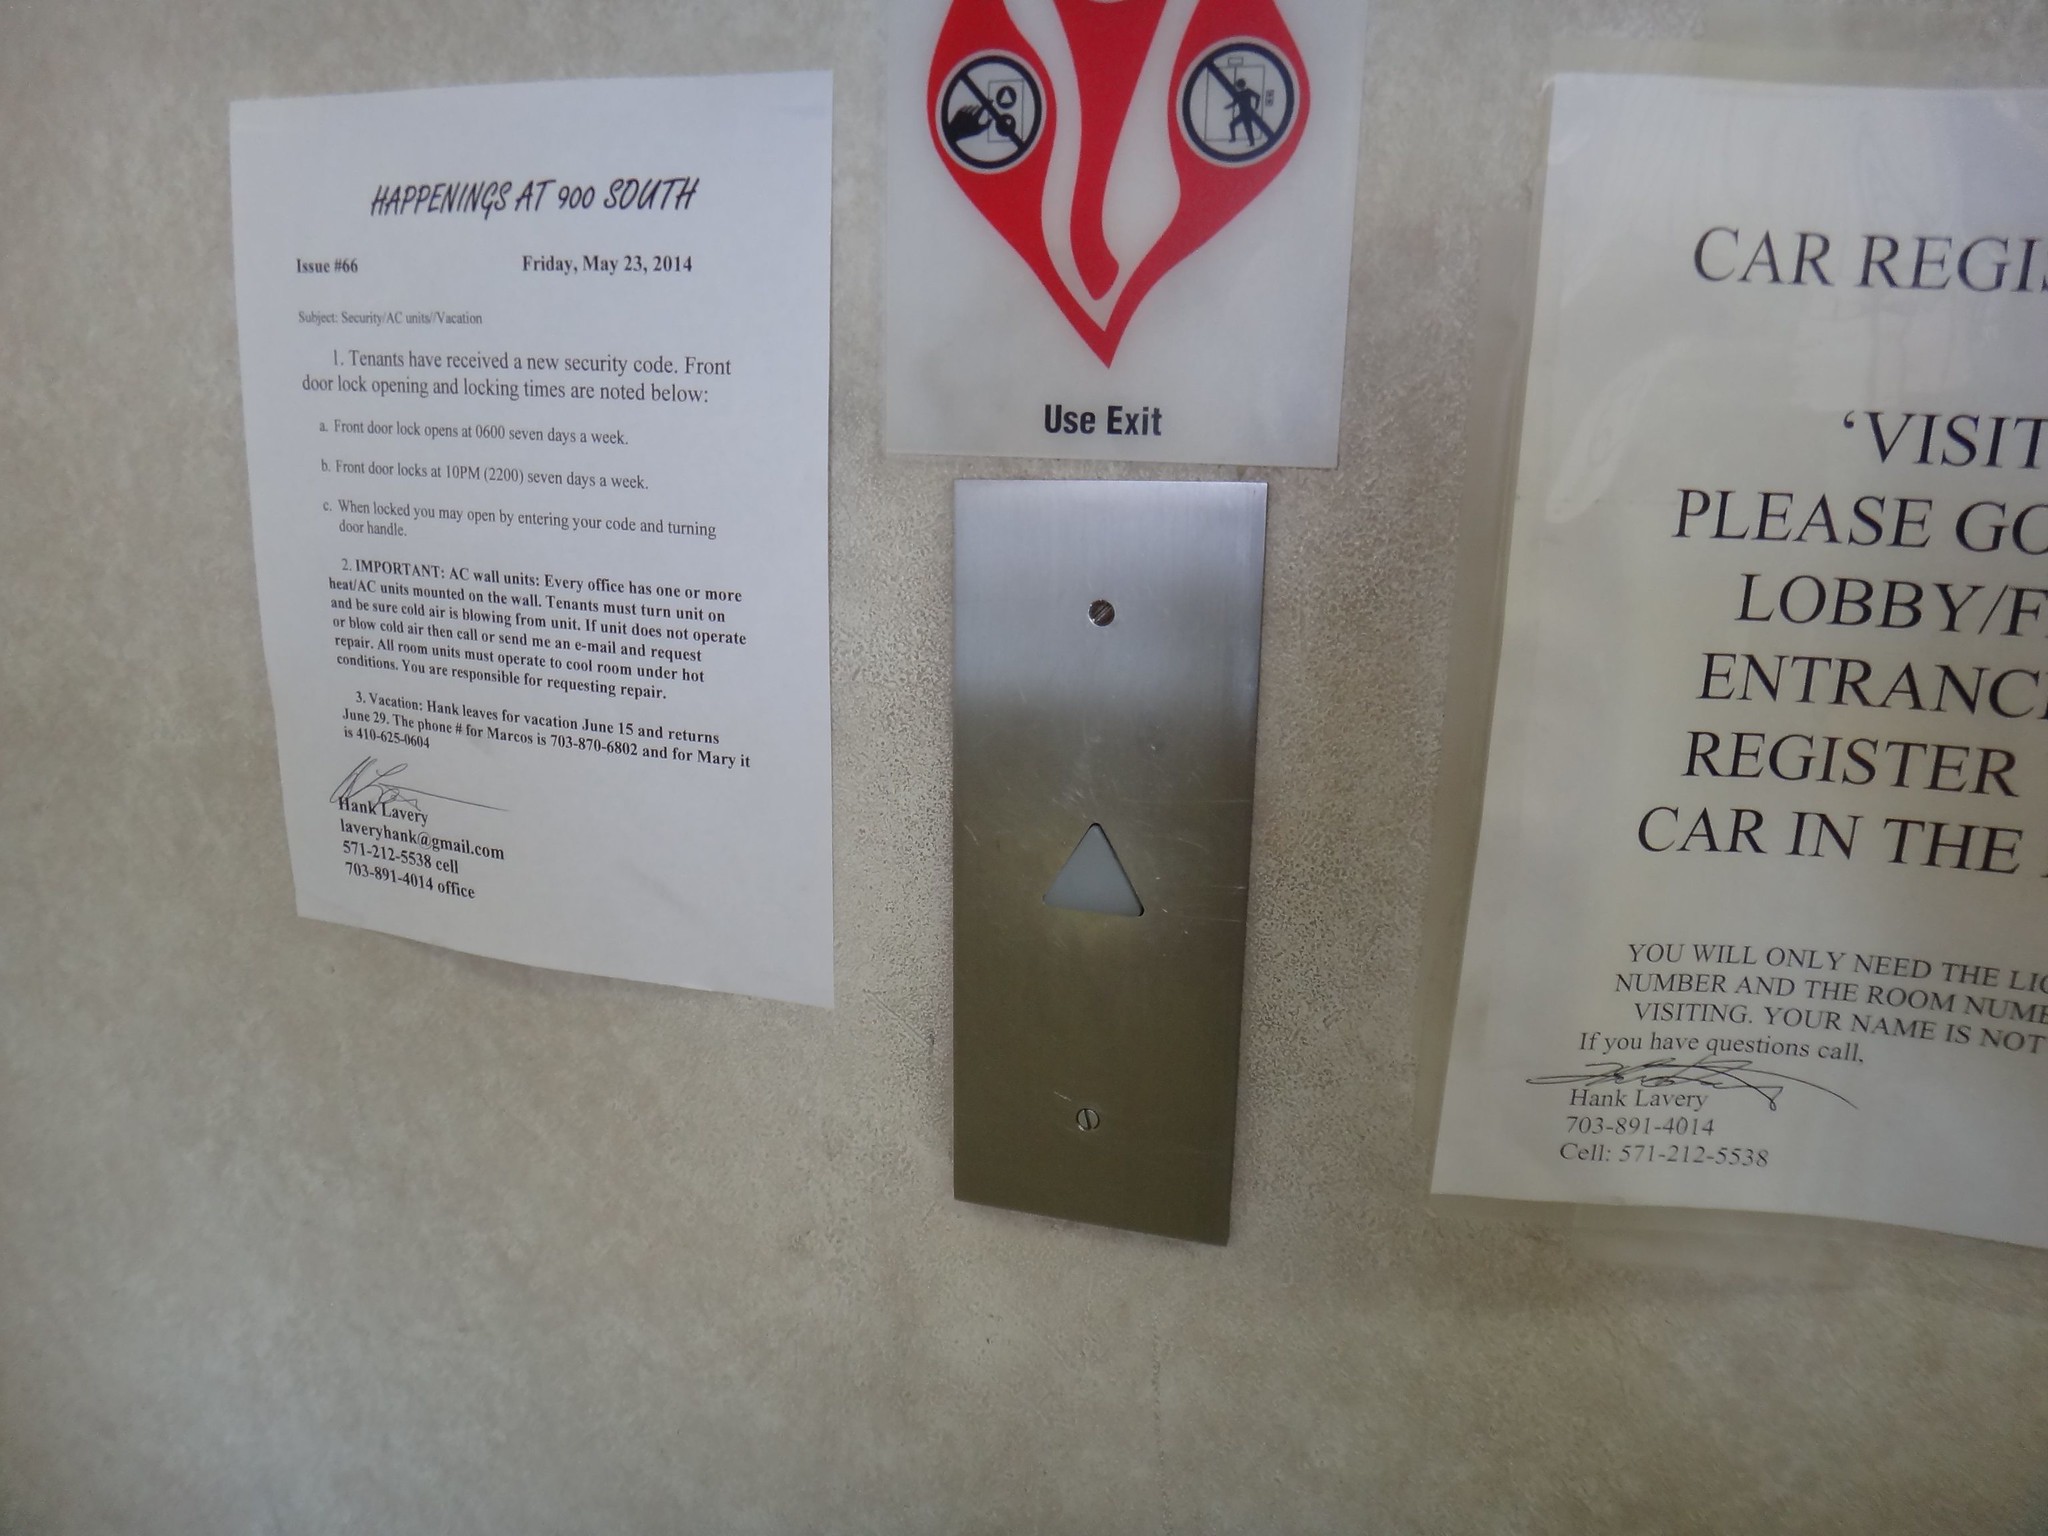 HAPPENINGS AT 900 SOUTH
Issue #66 Friday, May 23, 2014
Subject: Security/AC units//Vacation
1. Tenants have received a new security code. Front
door lock opening and locking times are noted below:
a. Front door lock opens at 0600 seven days a week.
b. Front door locks at 10PM (2200) seven days a week.
c. When locked you may open by entering your code and turning
door handle.
2. IMPORTANT: AC wall units: Every office has one or more
heat/AC units mounted on the wall. Tenants must turn unit on
and be sure cold air is blowing from unit. If unit does not operate
or blow cold air then call or send me an e-mail and request
repair. All room units must operate to cool room under hot
conditions. You are responsible for requesting repair.
3. Vacation: Hank leaves for vacation June 15 and returns
June 29. The phone # for Marcos is 703-870-6802 and for Mary it
is 410-625-0604
Hank Lavery
laveryhank@gmail.com
571-212-5538 cell
703-891-4014 office
Use Exit
CAR REGIS
'VISIT
PLEASE GO
LOBBY/F
ENTRANC
REGISTER
CAR IN THE
YOU WILL ONLY NEED THE LIC
NUMBER AND THE ROOM NUMB
VISITING. YOUR NAME IS NOT
If you have questions call.
Hank Lavery
703-891-4014
Cell: 571-212-5538